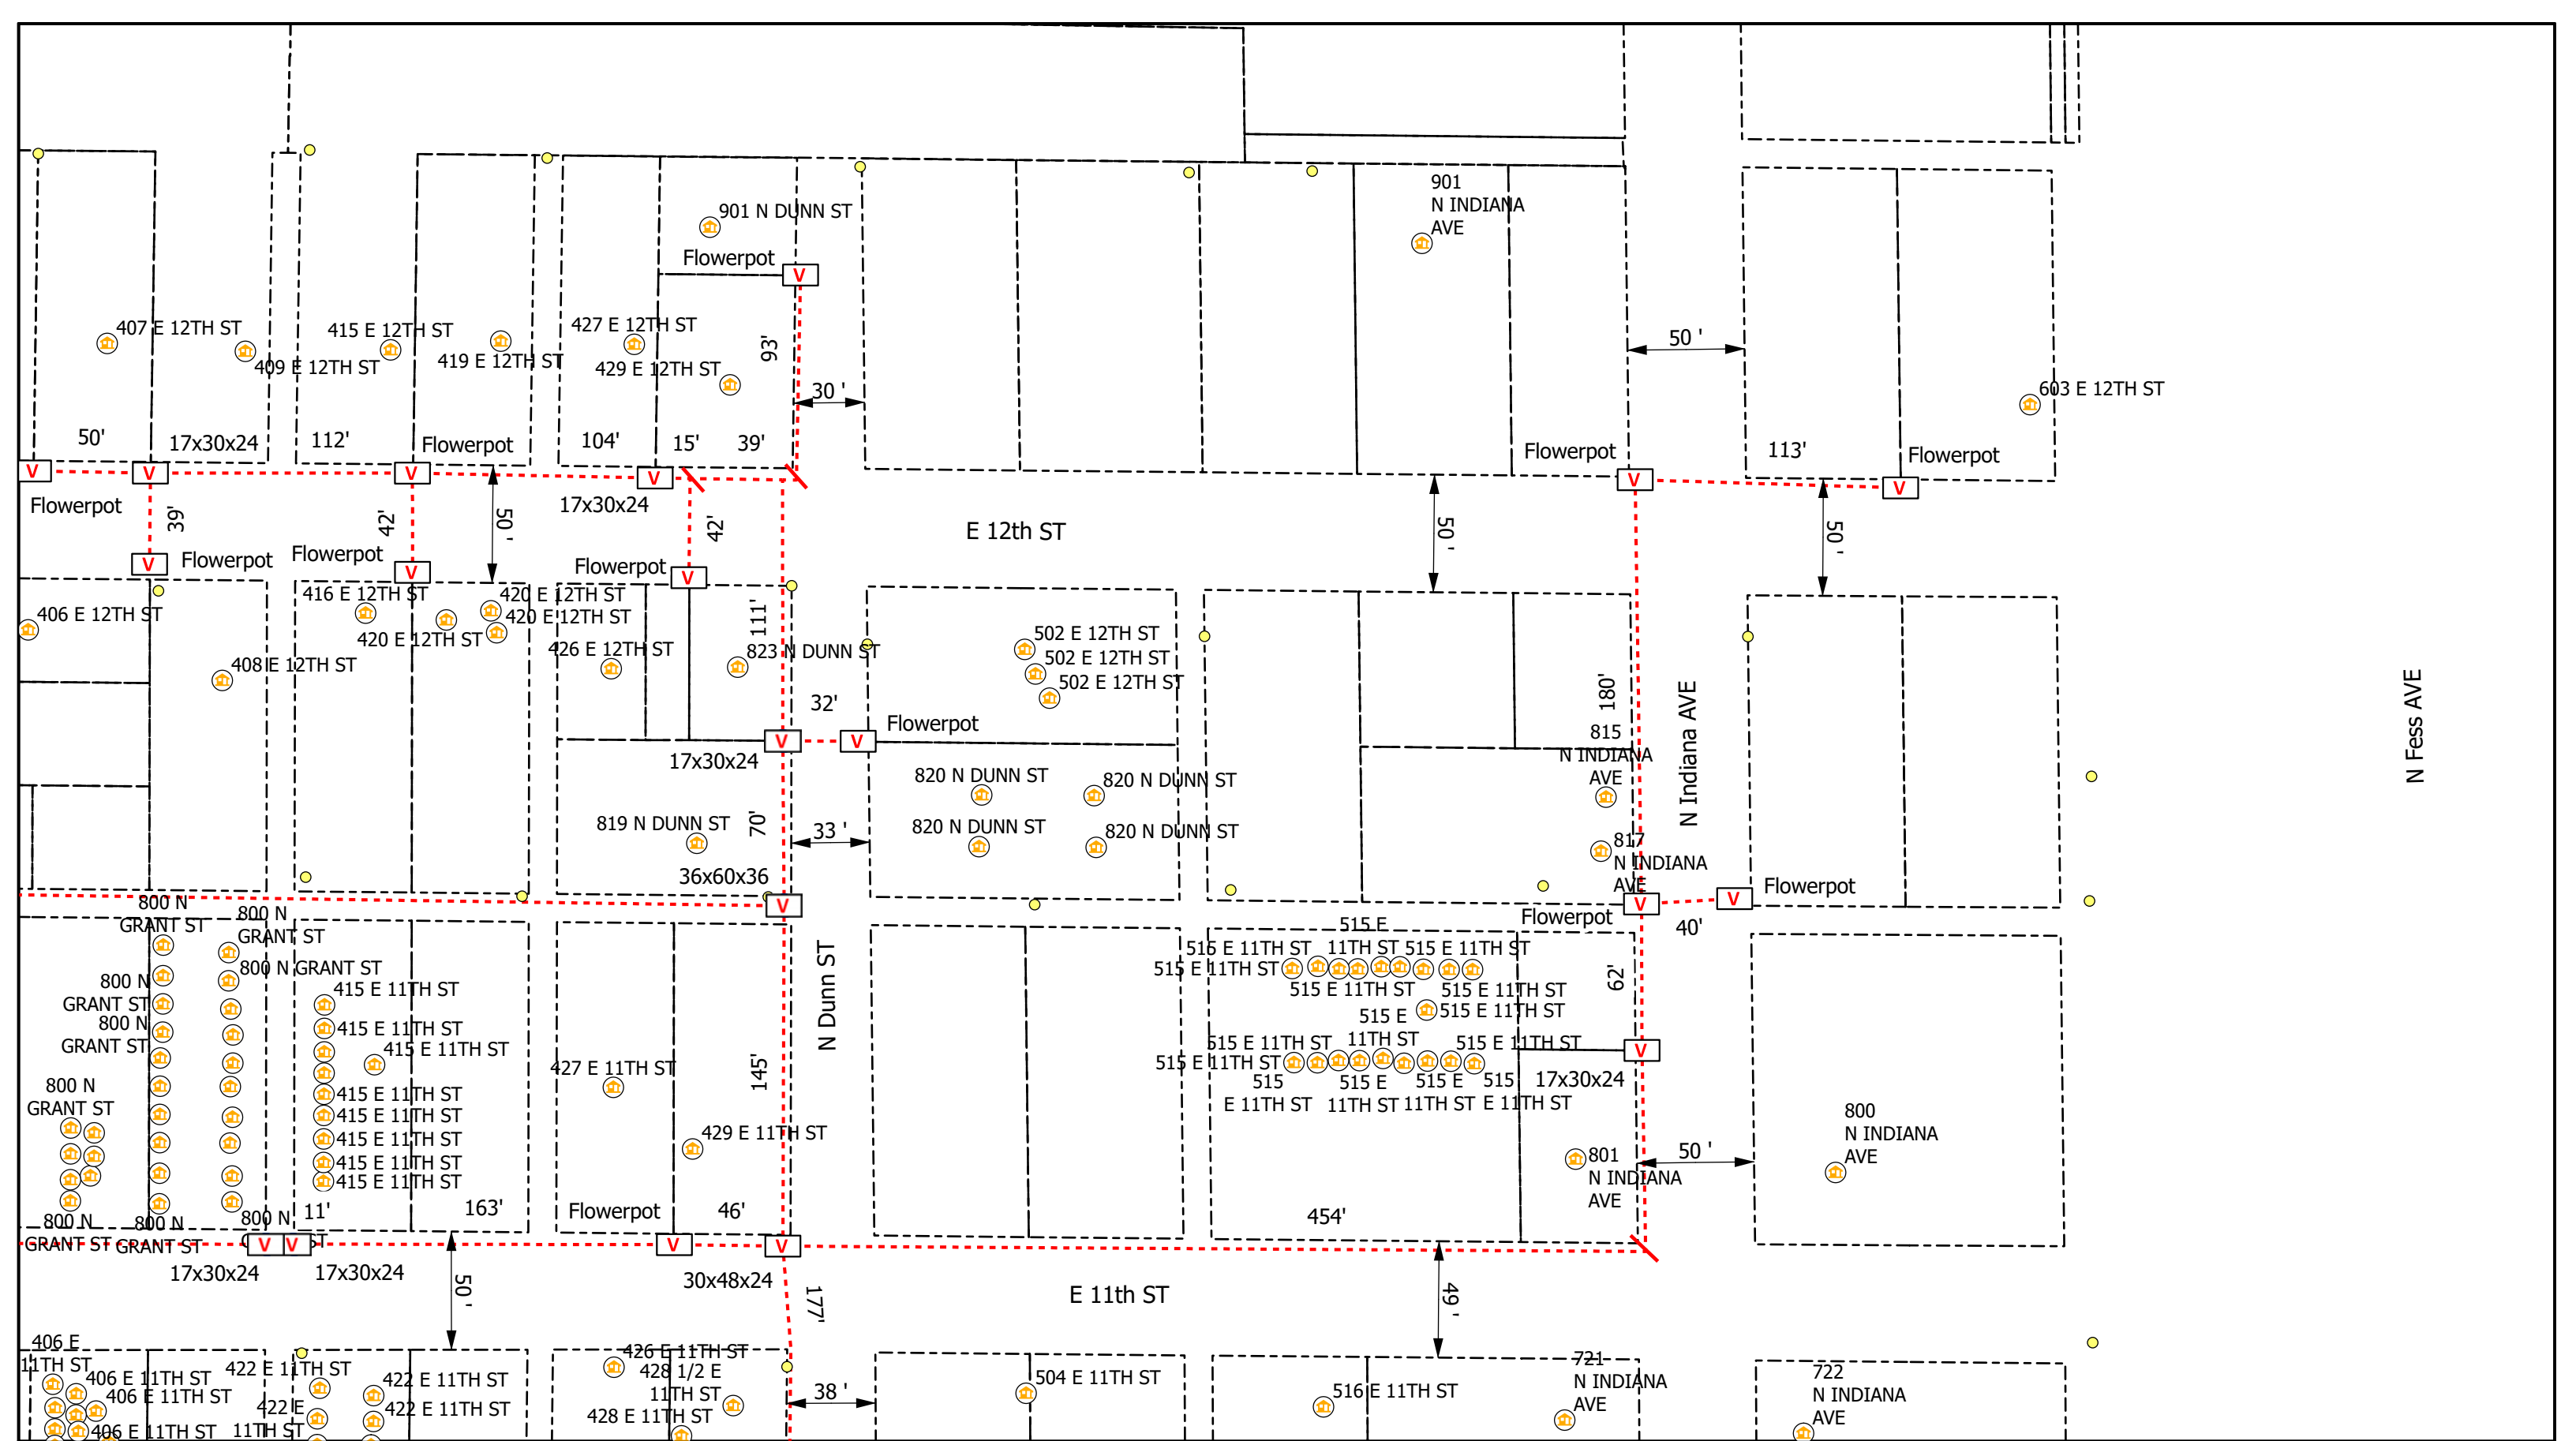 901
N INDIANA
AVE
901 N DUNN ST
Flowerpot
V
407 E 12TH ST
415 E 12TH ST
427 E 12TH ST
409 E 12TH ST
419 E 12TH ST
429 E 12TH ST
93'
30 '
50 '
603 E 12TH ST
50'
17x30x24
112'
Flowerpot
104'
15'
39'
Flowerpot
113'
Flowerpot
V
V
V
V
V
V
Flowerpot
39'
42'
50 '
17x30x24
42'
E 12th ST
50 '
50 '
V
Flowerpot
Flowerpot
V
Flowerpot
V
406 E 12TH ST
416 E 12TH ST
420 E 12TH ST
420 E 12TH ST
420 E 12TH ST
426 E 12TH ST
111'
823 N DUNN ST
408 E 12TH ST
502 E 12TH ST
502 E 12TH ST
502 E 12TH ST
180'
N Indiana AVE
N Fess AVE
32'
Flowerpot
V
V
17x30x24
815
N INDIANA
AVE
820 N DUNN ST
820 N DUNN ST
819 N DUNN ST
70'
33 '
820 N DUNN ST
820 N DUNN ST
817
N INDIANA
AVE
36x60x36
V
V
V
Flowerpot
Flowerpot
40'
800 N
GRANT ST
800 N
GRANT ST
800 N GRANT ST
800 N
GRANT ST
800 N
GRANT ST
800 N
GRANT ST
415 E 11TH ST
415 E 11TH ST
415 E 11TH ST
415 E 11TH ST
415 E 11TH ST
415 E 11TH ST
415 E 11TH ST
415 E 11TH ST
N Dunn ST
427 E 11TH ST
145'
429 E 11TH ST
515 E
11TH ST
515 E 11TH ST
515 E 11TH ST
515 E 11TH ST
515 E 11TH ST
515 E 11TH ST
515 E 11TH ST
62'
515 E
11TH ST
515 E 11TH ST
515 E 11TH ST
515 E 11TH ST
515
E 11TH ST
515 E
11TH ST
515 E
11TH ST
515
E 11TH ST
V
17x30x24
801
N INDIANA
AVE
50 '
800
N INDIANA
AVE
800 N
GRANT ST
800 N
GRANT ST
800 N
11'
163'
Flowerpot
46'
454'
V
V
V
V
17x30x24
17x30x24
50 '
30x48x24
177'
E 11th ST
49 '
406 E
11TH ST
406 E 11TH ST
406 E 11TH ST
406 E 11TH ST
422 E 11TH ST
422 E 11TH ST
422 E
11TH ST
422 E 11TH ST
426 E 11TH ST
428 1/2 E
11TH ST
428 E 11TH ST
38 '
504 E 11TH ST
516 E 11TH ST
721
N INDIANA
AVE
722
N INDIANA
AVE